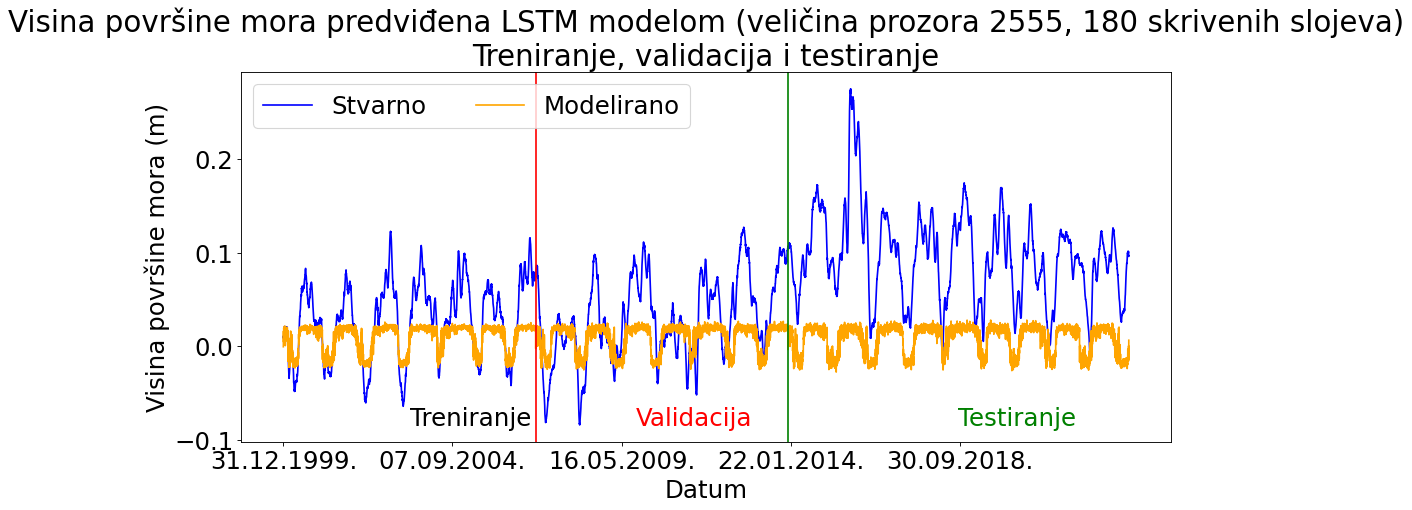 Visina površine mora predviđena LSTM modelom (veličina prozora 2555, 180 skrivenih slojeva)
Treniranje, validacija i testiranje
Stvarno
Modelirano
Visina površine mora (m)
0.2
0.1
0.0
−0.1
Treniranje
Validacija
Testiranje
31.12.1999.
07.09.2004.
16.05.2009.
22.01.2014.
30.09.2018.
Datum